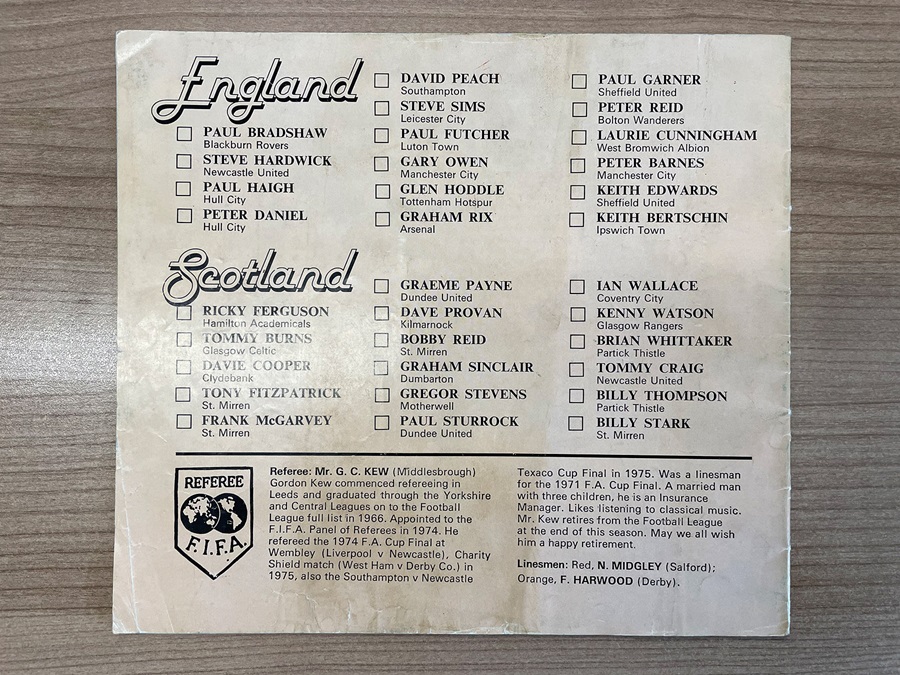 England
PAUL BRADSHAW
Blackburn Rovers
STEVE HARDWICK
Newcastle United
PAUL HAIGH
Hull City
PETER DANIEL
Hull City
DAVID PEACH
Southampton
STEVE SIMS
Leicester City
PAUL FUTCHER
Luton Town
GARY OWEN
Manchester City
GLEN HODDLE
Tottenham Hotspur
GRAHAM RIX
Arsenal
PAUL GARNER
Sheffield United
PETER REID
Bolton Wanderers
LAURIE CUNNINGHAM
West Bromwich Albion
PETER BARNES
Manchester City
KEITH EDWARDS
Sheffield United
KEITH BERTSCHIN
Ipswich Town
Scotland
RICKY FERGUSON
Hamilton Academicals
TOMMY BURNS
Glasgow Celtic
DAVIE COOPER
Clydebank
TONY FITZPATRICK
St. Mirren
FRANK McGARVEY
St. Mirren
GRAEME PAYNE
Dundee United
DAVE PROVAN
Kilmarnock
BOBBY REID
St. Mirren
GRAHAM SINCLAIR
Dumbarton
GREGOR STEVENS
Motherwell
PAUL STURROCK
Dundee United
IAN WALLACE
Coventry City
KENNY WATSON
Glasgow Rangers
BRIAN WHITTAKER
Partick Thistle
TOMMY CRAIG
Newcastle United
BILLY THOMPSON
Partick Thistle
BILLY STARK
St. Mirren
REFEREE
F.I.F.A.
Referee: Mr. G. C. KEW (Middlesbrough)
Gordon Kew commenced refereeing in
Leeds and graduated through the Yorkshire
and Central Leagues on to the Football
League full list in 1966. Appointed to the
F.I.F.A. Panel of Referees in 1974. He
refereed the 1974 F.A. Cup Final at
Wembley (Liverpool v Newcastle), Charity
Shield match (West Ham v Derby Co.) in
1975, also the Southampton v Newcastle
Texaco Cup Final in 1975. Was a linesman
for the 1971 F.A. Cup Final. A married man
with three children, he is an Insurance
Manager. Likes listening to classical music.
Mr. Kew retires from the Football League
at the end of this season. May we all wish
him a happy retirement.
Linesmen: Red, N. MIDGLEY (Salford);
Orange, F. HARWOOD (Derby).